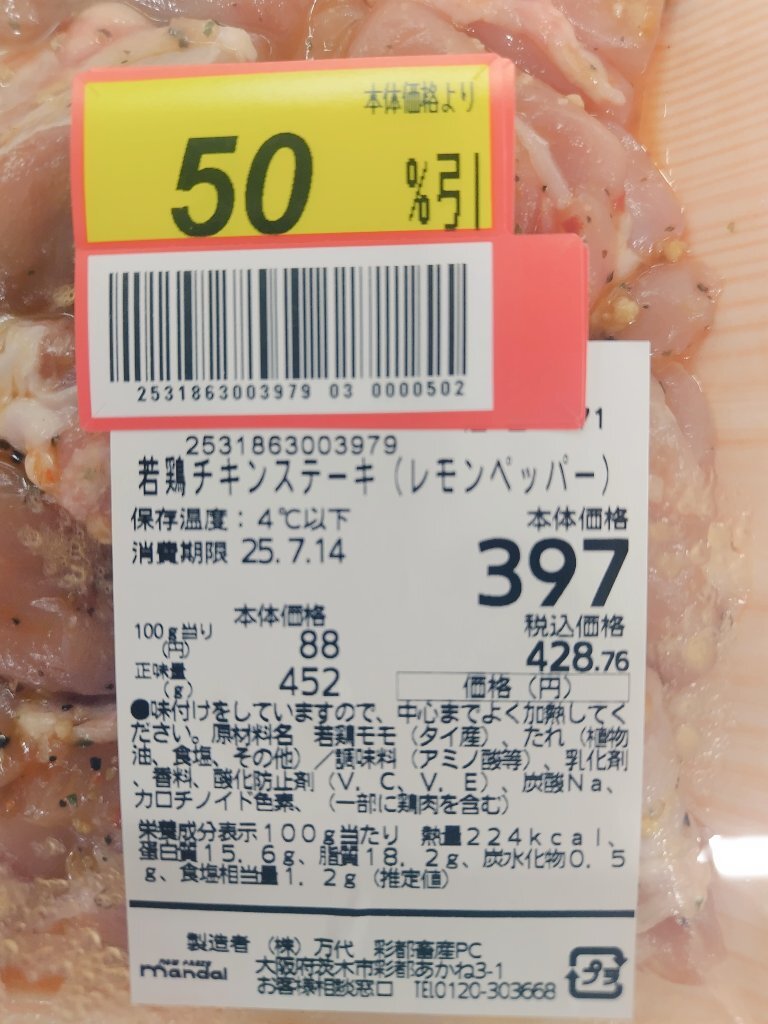 本体価格より
50 %引
2531863003979 03 0000502
71
2531863003979
若鶏チキンステーキ(レモンペッパー)
保存温度:4℃以下
消費期限 25.7.14
本体価格
397
税込価格
428.76
価格(円)
本体価格
100g当り(円) 88
正味量(g) 452
●味付けをしていますので、中心までよく加熱してく
ださい。原材料名 若鶏モモ(タイ産)、たれ(植物
油、食塩、その他)/調味料(アミノ酸等)、乳化剤
、香料、酸化防止剤(V.C、V.E)、炭酸Na、
カロチノイド色素、(一部に鶏肉を含む)
栄養成分表示100g当たり 熱量224kcal、
蛋白質15.6g、脂質18.2g、炭水化物0.5
g、食塩相当量1.2g(推定値)
製造者 (株)万代 彩都畜産PC
mandai 大阪府茨木市彩都あかね3-1
お客様相談窓口 TEL0120-303668
プラ